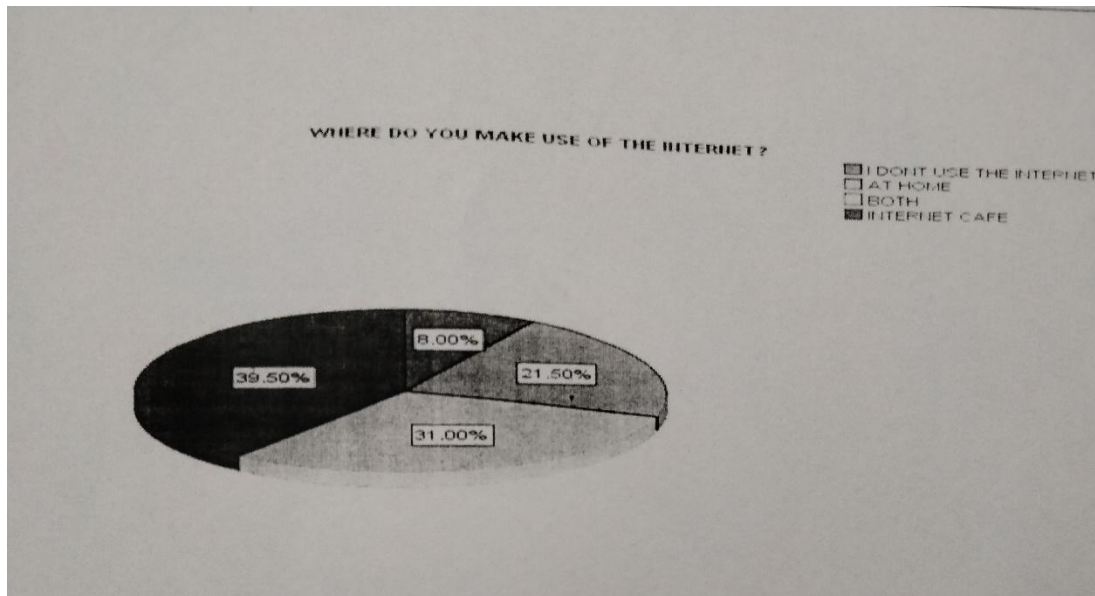 WHERE DO YOU MAKE USE OF THE INTERNET?
I DONT USE THE INTERNET
AT HOME
BOTH
INTERNET CAFE
8.00%
39.50%
21.50%
31.00%